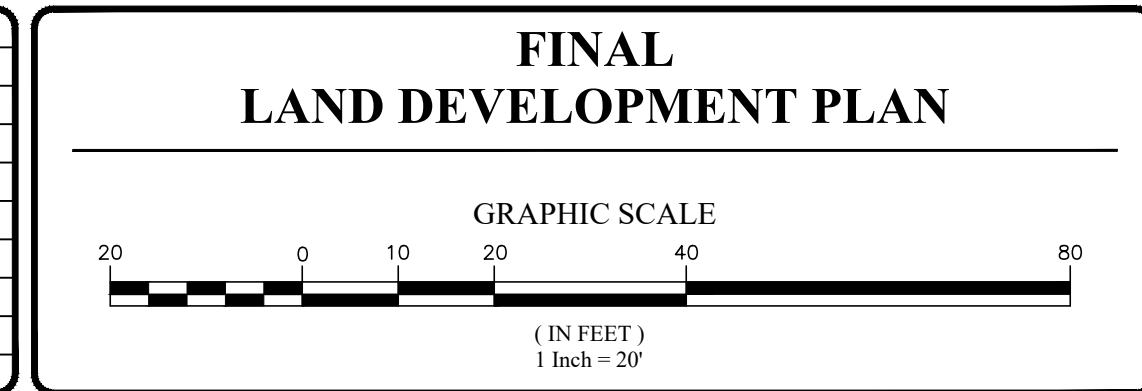 FINAL
LAND DEVELOPMENT PLAN
GRAPHIC SCALE
20 0 10 20 40 80
( IN FEET )
1 Inch = 20'